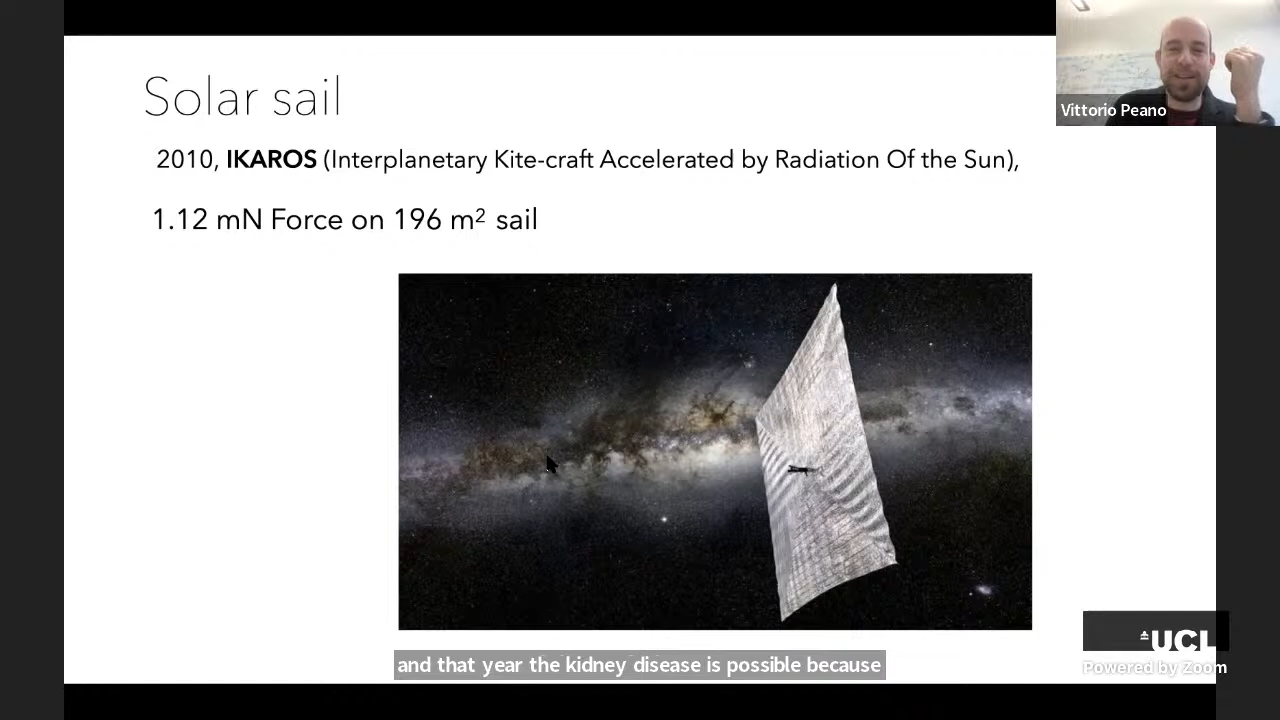 Solar sail
Vittorio Peano
2010, IKAROS (Interplanetary Kite-craft Accelerated by Radiation Of the Sun),
1.12 mN Force on 196 m² sail
UCL
and that year the kidney disease is possible because
Powered by Zoom